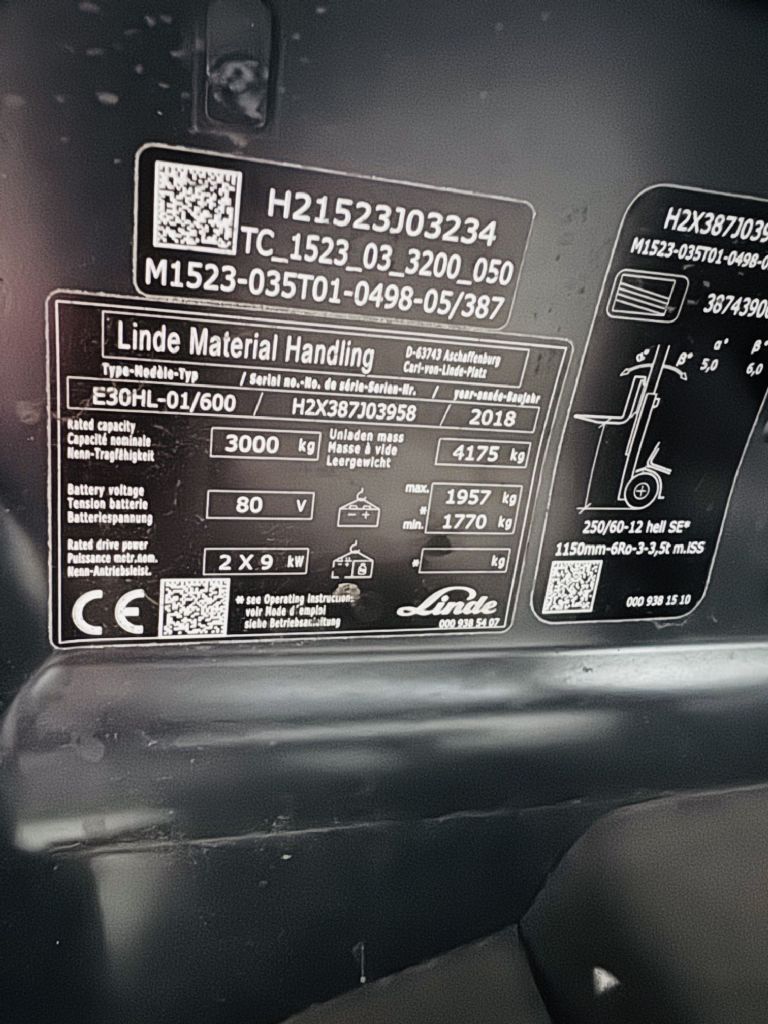 H21523J03234
TC_1523_03_3200_050
M1523-035T01-0498-05/387
Linde Material Handling
D-63743 Aschaffenburg
Carl-von-Linde-Platz
Type-Modèle-Typ / Serial no.-No. de série-Serien-Nr. / year-année-Baujahr
E30HL-01/600 / H2X387J03958 / 2018
Rated capacity
Capacité nominale
Nenn-Tragfähigkeit
3000 kg
Unladen mass
Masse à vide
Leergewicht
4175 kg
Battery voltage
Tension batterie
Batteriespannung
80 V
max. 1957 kg
*
min. 1770 kg
Rated drive power
Puissance motr.nom.
Nenn-Antriebsleist.
2 X 9 kW
* kg
CE
* see Operating Instructions
voir Mode d'emploi
siehe Betriebsanleitung
Linde
000 938 54 07
H2X387J039
M1523-035T01-0498-0
3874390
α° β°
α° β°
5,0 6,0
250/60-12 hell SE*
1150mm-6Ro-3-3,5t m.ISS
000 938 15 10